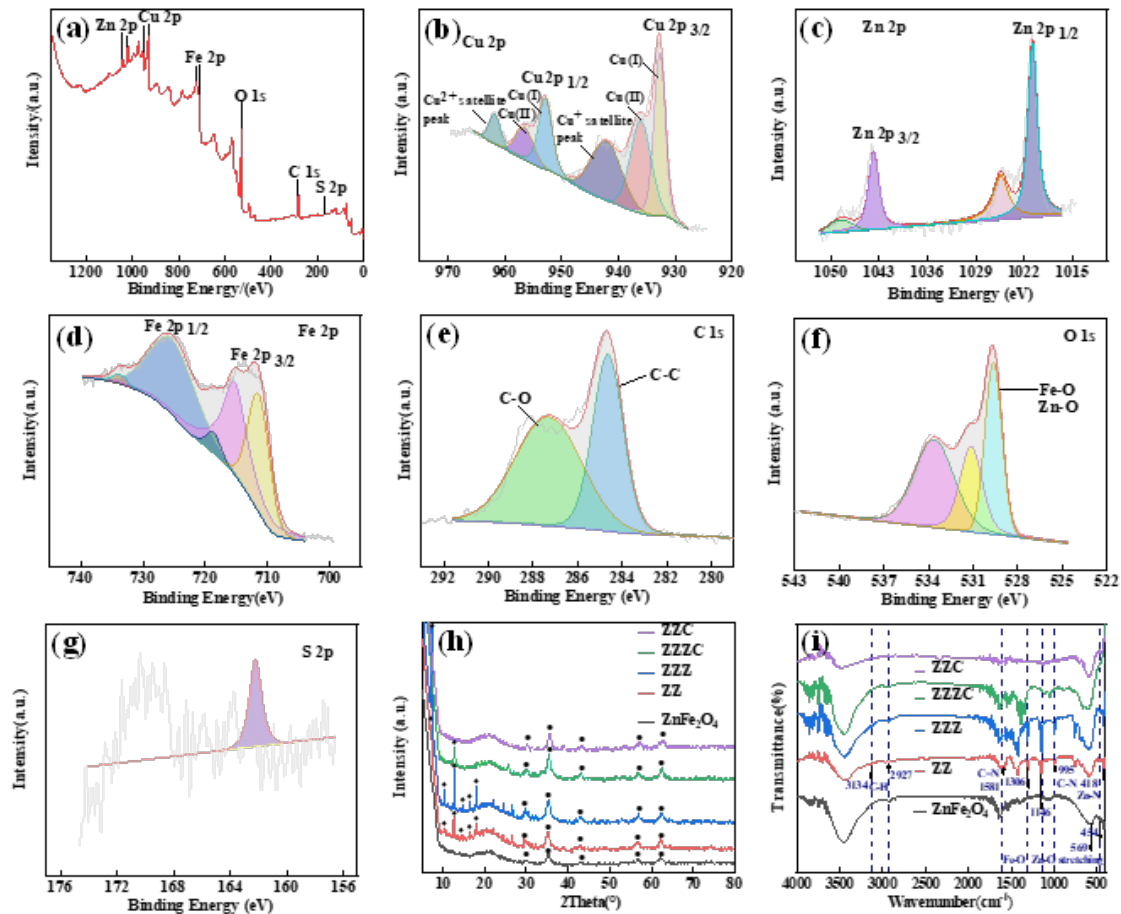 (a)
Zn 2p
Cu 2p
Fe 2p
O 1s
C 1s
S 2p
Itensity/(a.u.)
1200 1000 800 600 400 200 0
Binding Energy/(eV)
(b)
Cu 2p
Cu 2p 3/2
Cu(I)
Cu 2p 1/2
Cu(I)
Cu(II)
Cu(II)
Cu2+ satellite
peak
Cu+ satellite
peak
Intensity (a.u.)
970 960 950 940 930 920
Binding Energy (eV)
(c)
Zn 2p
Zn 2p 1/2
Zn 2p 3/2
Intensity (a.u.)
1050 1043 1036 1029 1022 1015
Binding Energy (eV)
(d)
Fe 2p 1/2
Fe 2p
Fe 2p 3/2
Intensity(a.u.)
740 730 720 710 700
Binding Energy(eV)
(e)
C 1s
C-C
C-O
Intensity(a.u.)
292 290 288 286 284 282 280
Binding Energy (eV)
(f)
O 1s
Fe-O
Zn-O
Intensity(a.u.)
543 540 537 534 531 528 525 522
Binding Energy (eV)
(g)
S 2p
Intensity(a.u.)
176 172 168 164 160 156
Binding Energy (eV)
(h)
ZZC
ZZZC
ZZZ
ZZ
ZnFe2O4
Intensity (a.u.)
10 20 30 40 50 60 70 80
2Theta(°)
(i)
ZZC
ZZZC
ZZZ
ZZ
ZnFe2O4
3134
C-H
2927
C=N
1581
1306
1146
995
C-N
418
Zn-N
454
569
Fe-O
Zn-O stretching
Transmittance(%)
4000 3500 3000 2500 2000 1500 1000 500
Wavenumber(cm-1)